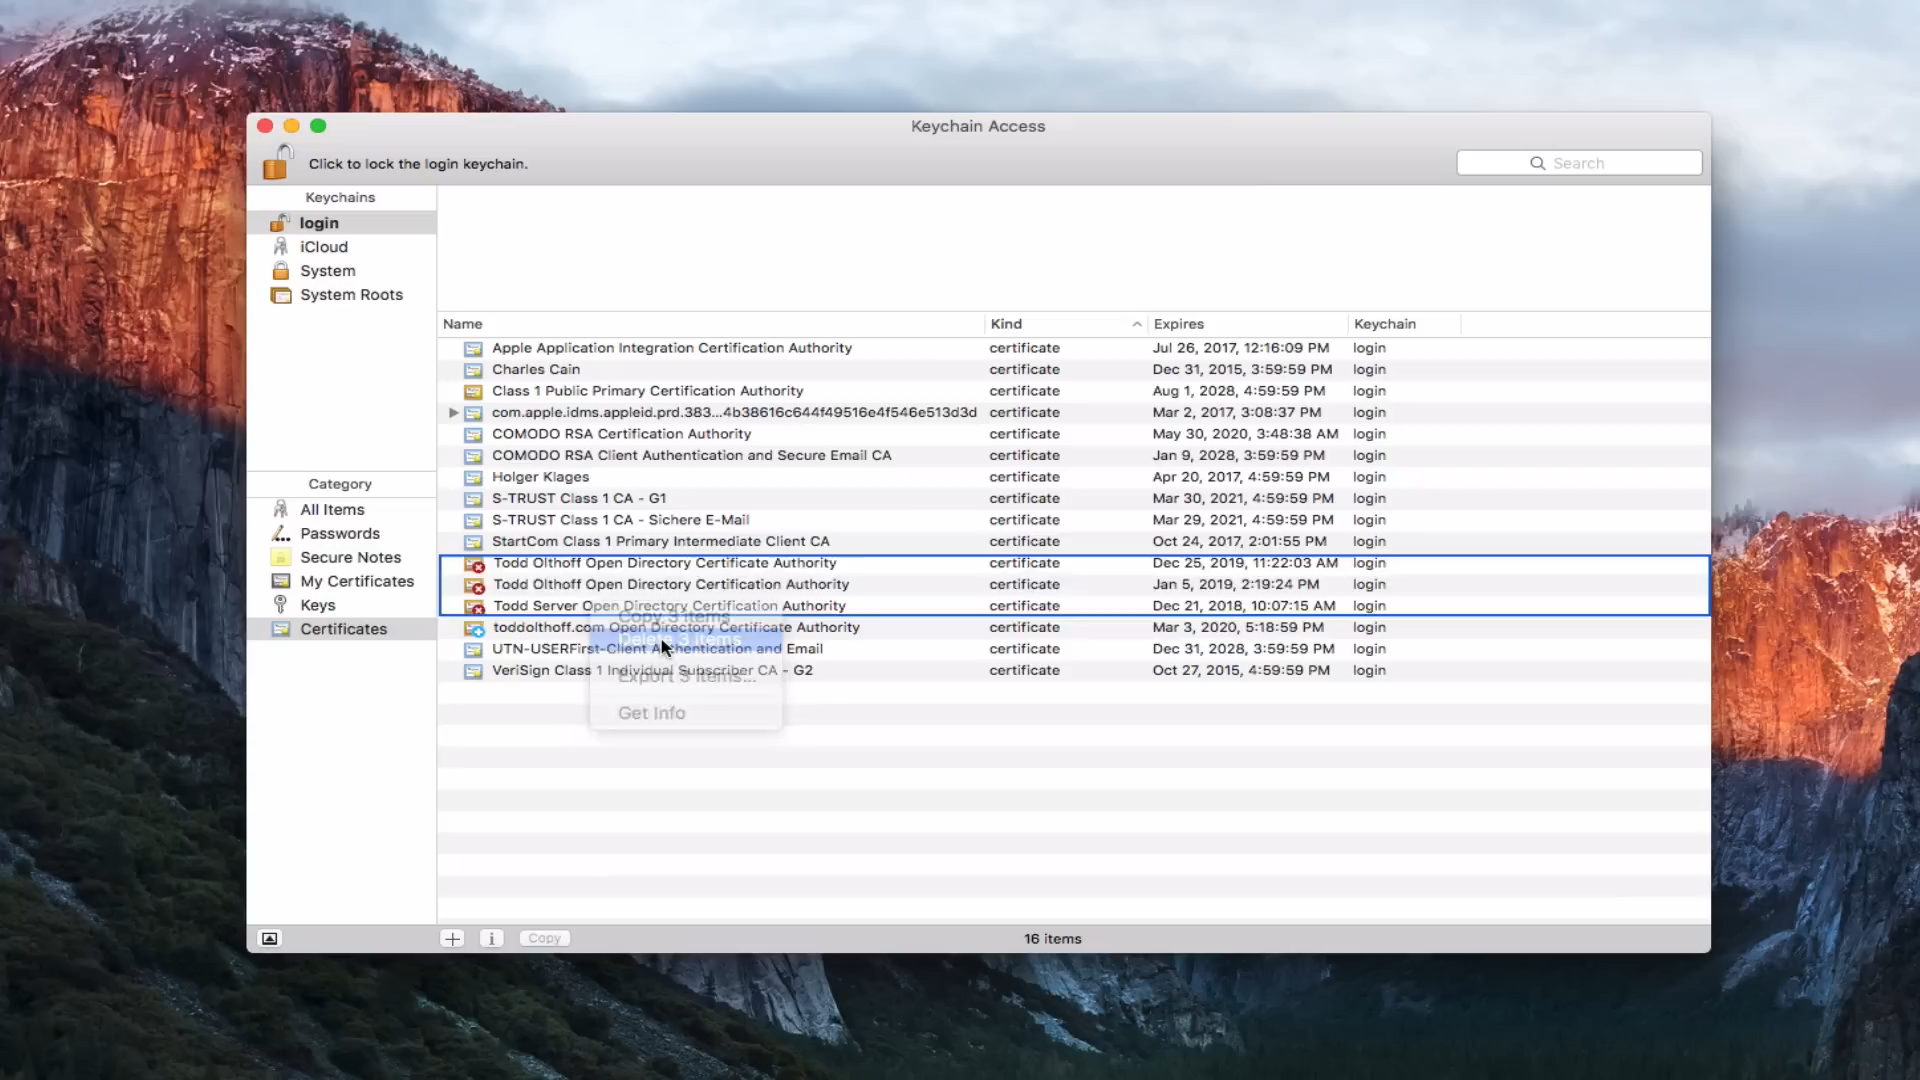 Keychain Access
Click to lock the login keychain.
Search
Keychains
login
iCloud
System
System Roots
Category
All Items
Passwords
Secure Notes
My Certificates
Keys
Certificates
Name Kind Expires Keychain
Apple Application Integration Certification Authority certificate Jul 26, 2017, 12:16:09 PM login
Charles Cain certificate Dec 31, 2015, 3:59:59 PM login
Class 1 Public Primary Certification Authority certificate Aug 1, 2028, 4:59:59 PM login
com.apple.idms.appleid.prd.383...4b38616c644f49516e4f546e513d3d certificate Mar 2, 2017, 3:08:37 PM login
COMODO RSA Certification Authority certificate May 30, 2020, 3:48:38 AM login
COMODO RSA Client Authentication and Secure Email CA certificate Jan 9, 2028, 3:59:59 PM login
Holger Klages certificate Apr 20, 2017, 4:59:59 PM login
S-TRUST Class 1 CA - G1 certificate Mar 30, 2021, 4:59:59 PM login
S-TRUST Class 1 CA - Sichere E-Mail certificate Mar 29, 2021, 4:59:59 PM login
StartCom Class 1 Primary Intermediate Client CA certificate Oct 24, 2017, 2:01:55 PM login
Todd Olthoff Open Directory Certificate Authority certificate Dec 25, 2019, 11:22:03 AM login
Todd Olthoff Open Directory Certification Authority certificate Jan 5, 2019, 2:19:24 PM login
Todd Server Open Directory Certification Authority certificate Dec 21, 2018, 10:07:15 AM login
Copy 3 items
toddolthoff.com Open Directory Certificate Authority certificate Mar 3, 2020, 5:18:59 PM login
Delete 3 items
UTN-USERFirst-Client Authentication and Email certificate Dec 31, 2028, 3:59:59 PM login
VeriSign Class 1 Individual Subscriber CA - G2 certificate Oct 27, 2015, 4:59:59 PM login
Export 3 items...
Get Info
Copy
16 items